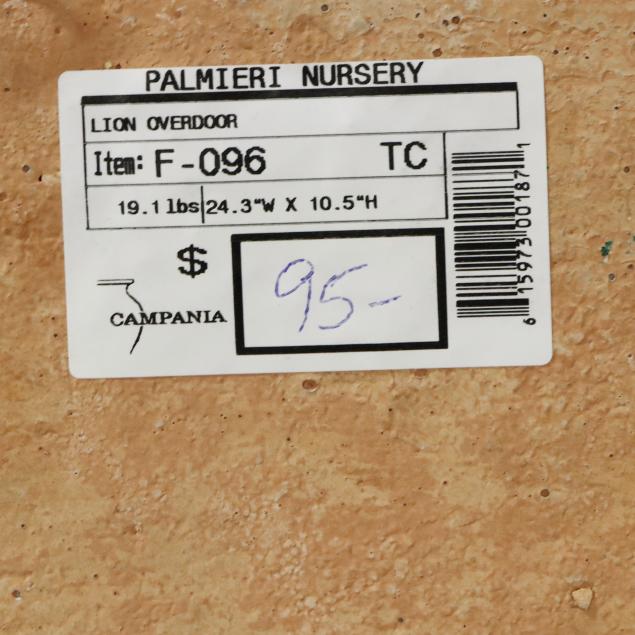 PALMIERI NURSERY
LION OVERDOOR
Item: F-096 TC
19.1 lbs 24.3"W X 10.5"H
$ 95-
CAMPANIA
6 15973 00187 1